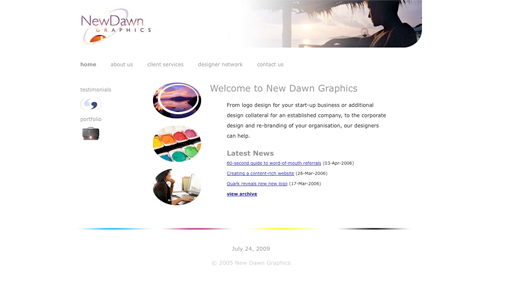 NewDawn
GRAPHICS
home about us client services designer network contact us
testimonials
portfolio
Welcome to New Dawn Graphics
From logo design for your start-up business or additional
design collateral for an established company, to the corporate
design and re-branding of your organisation, our designers
can help.
Latest News
60-second guide to word-of-mouth referrals (03-Apr-2006)
Creating a content-rich website (26-Mar-2006)
Quark reveals new new logo (17-Mar-2006)
view archive
July 24, 2009
© 2005 New Dawn Graphics